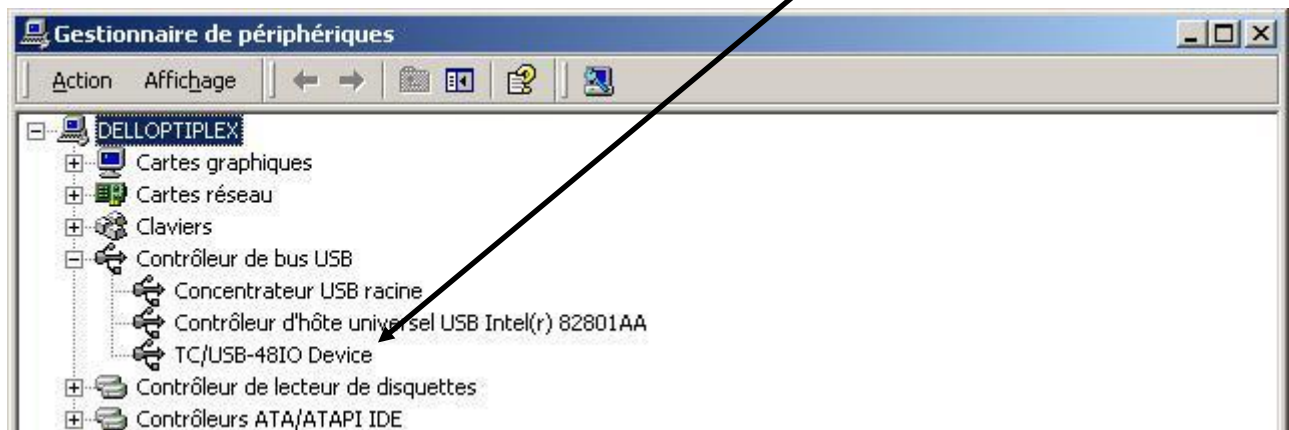 Gestionnaire de périphériques
Action Affichage
DELLOPTIPLEX
Cartes graphiques
Cartes réseau
Claviers
Contrôleur de bus USB
Concentrateur USB racine
Contrôleur d'hôte universel USB Intel(r) 82801AA
TC/USB-48IO Device
Contrôleur de lecteur de disquettes
Contrôleurs ATA/ATAPI IDE